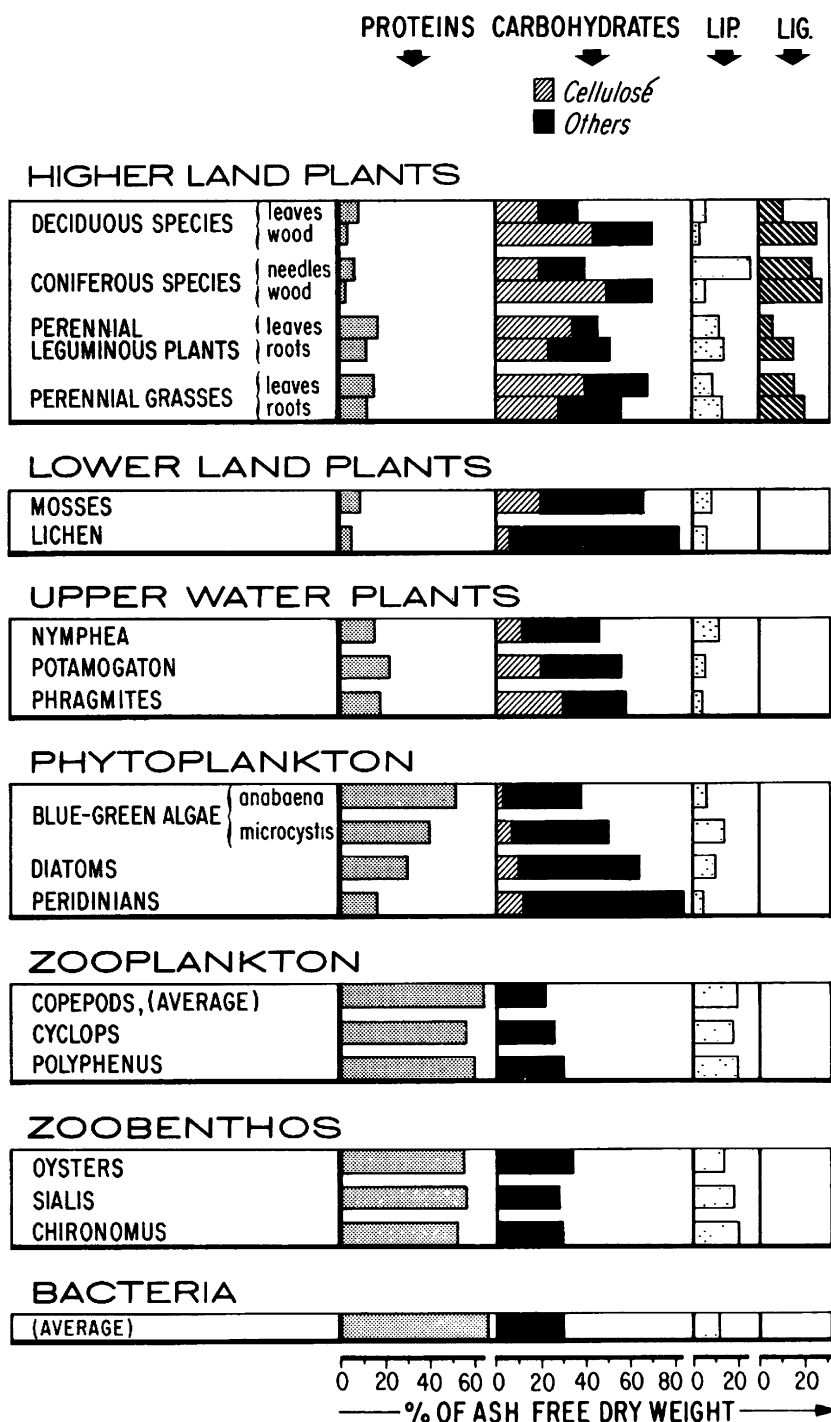 PROTEINS CARBOHYDRATES LIP. LIG.
Cellulosé
Others
HIGHER LAND PLANTS
DECIDUOUS SPECIES leaves
wood
CONIFEROUS SPECIES needles
wood
PERENNIAL leaves
LEGUMINOUS PLANTS roots
PERENNIAL GRASSES leaves
roots
LOWER LAND PLANTS
MOSSES
LICHEN
UPPER WATER PLANTS
NYMPHEA
POTAMOGATON
PHRAGMITES
PHYTOPLANKTON
BLUE-GREEN ALGAE anabaena
microcystis
DIATOMS
PERIDINIANS
ZOOPLANKTON
COPEPODS, (AVERAGE)
CYCLOPS
POLYPHENUS
ZOOBENTHOS
OYSTERS
SIALIS
CHIRONOMUS
BACTERIA
(AVERAGE)
0 20 40 60 0 20 40 60 80 0 20 0 20
% OF ASH FREE DRY WEIGHT